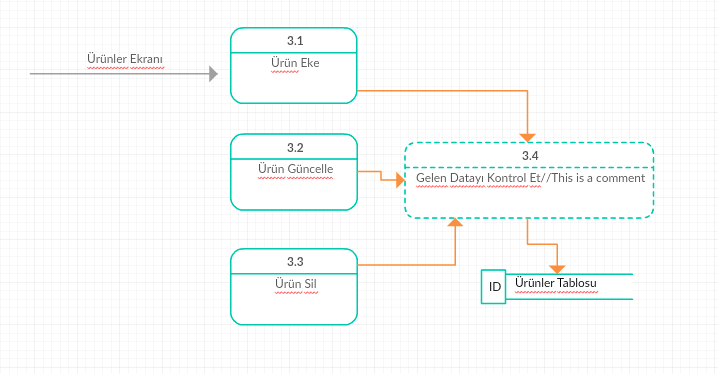 3.1
Ürünler Ekranı
Ürün Eke
3.2
3.4
Ürün Güncelle
Gelen Datayı Kontrol Et//This is a comment
3.3
Ürün Sil
ID
Ürünler Tablosu